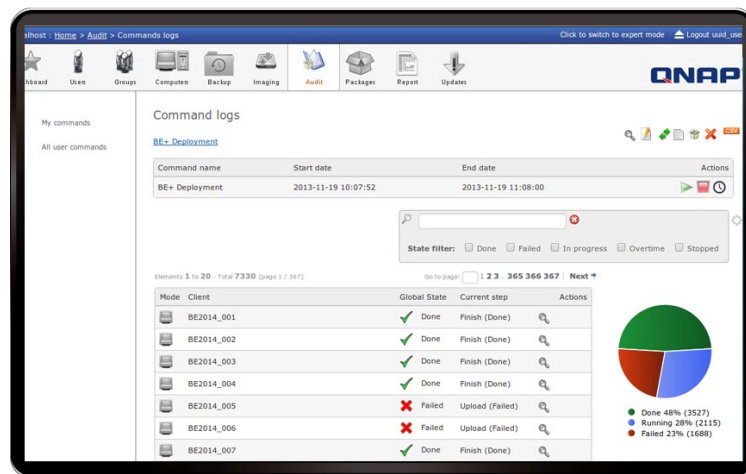 alhost : Home > Audit > Commands logs
Click to switch to expert mode
Logout uuid_use
hboard
Users
Groups
Computers
Backup
Imaging
Audit
Packages
Report
Updates
QNAP
My commands
All user commands
Command logs
BE+ Deployment
CSV
Command name Start date End date Actions
BE+ Deployment 2013-11-19 10:07:52 2013-11-19 11:08:00
State filter: Done Failed In progress Overtime Stopped
Elements 1 to 20 - Total 7330 (page 1 / 367)
Go to page: 1 2 3 .. 365 366 367 | Next
Mode Client Global State Current step Actions
BE2014_001 Done Finish (Done)
BE2014_002 Done Finish (Done)
BE2014_003 Done Finish (Done)
BE2014_004 Done Finish (Done)
BE2014_005 Failed Upload (Failed)
BE2014_006 Failed Upload (Failed)
BE2014_007 Done Finish (Done)
Done 48% (3527)
Running 28% (2115)
Failed 23% (1688)